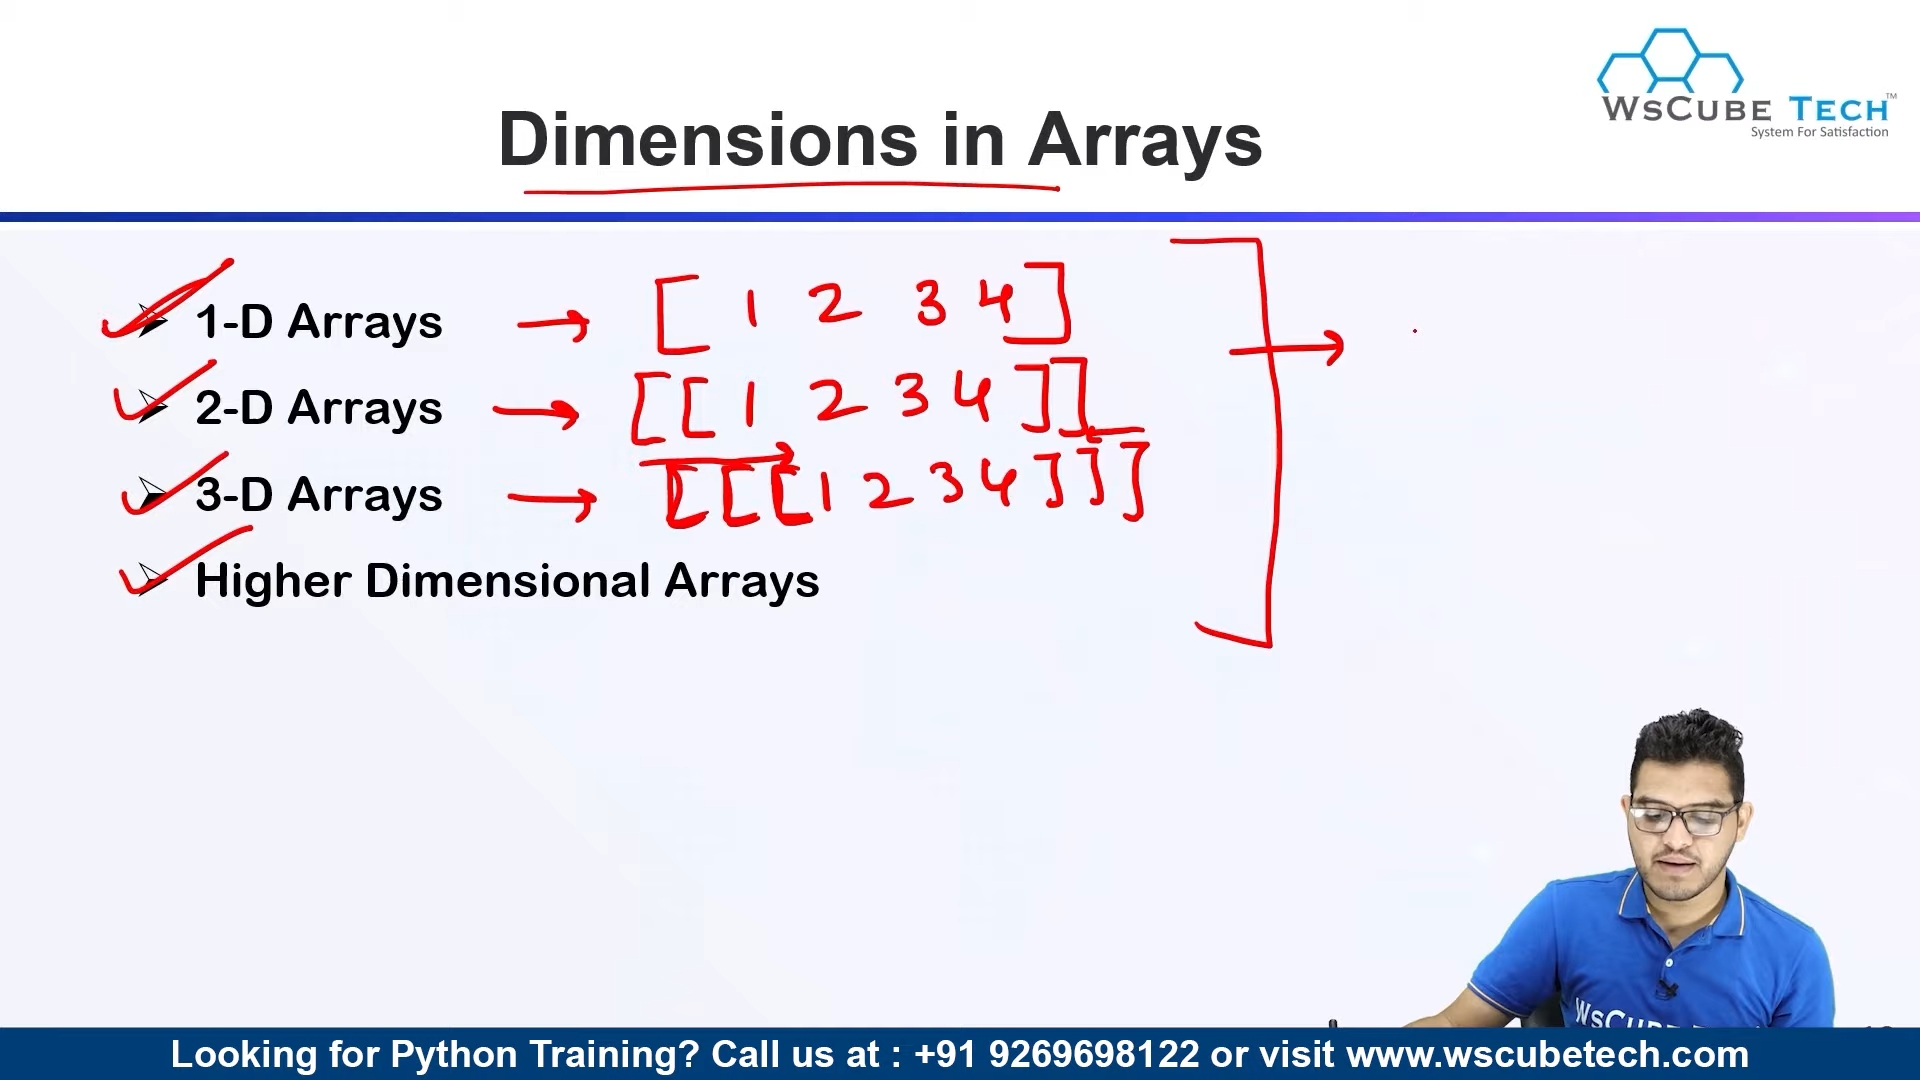 WSCUBE TECH™
System For Satisfaction
Dimensions in Arrays
1-D Arrays → [ 1 2 3 4 ]
2-D Arrays → [[ 1 2 3 4 ]]
3-D Arrays → [[[ 1 2 3 4 ]]]
Higher Dimensional Arrays
Looking for Python Training? Call us at : +91 9269698122 or visit www.wscubetech.com